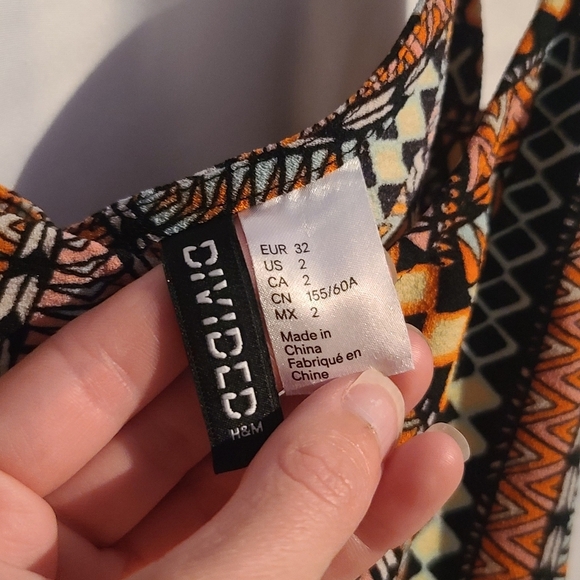 DIVIDED
H&M
EUR 32
US 2
CA 2
CN 155/60A
MX 2
Made in
China
Fabriqué en
Chine